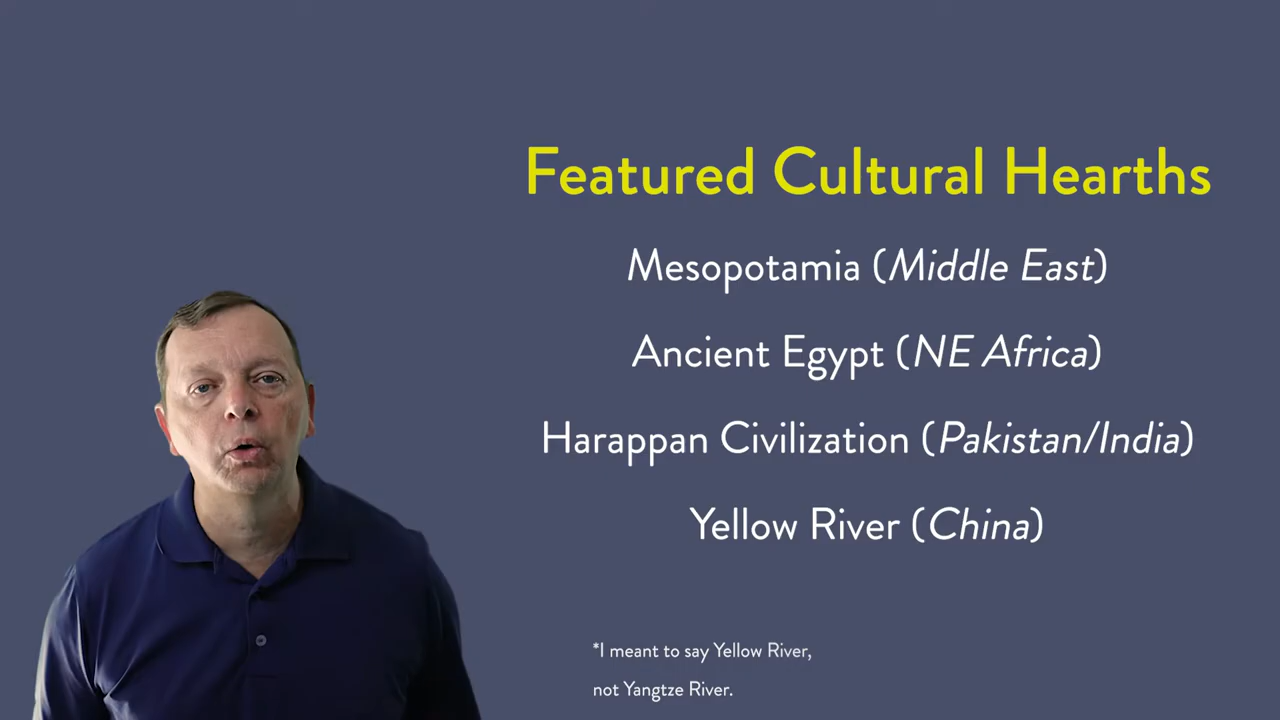 Featured Cultural Hearths
Mesopotamia (Middle East)
Ancient Egypt (NE Africa)
Harappan Civilization (Pakistan/India)
Yellow River (China)
*I meant to say Yellow River,
not Yangtze River.